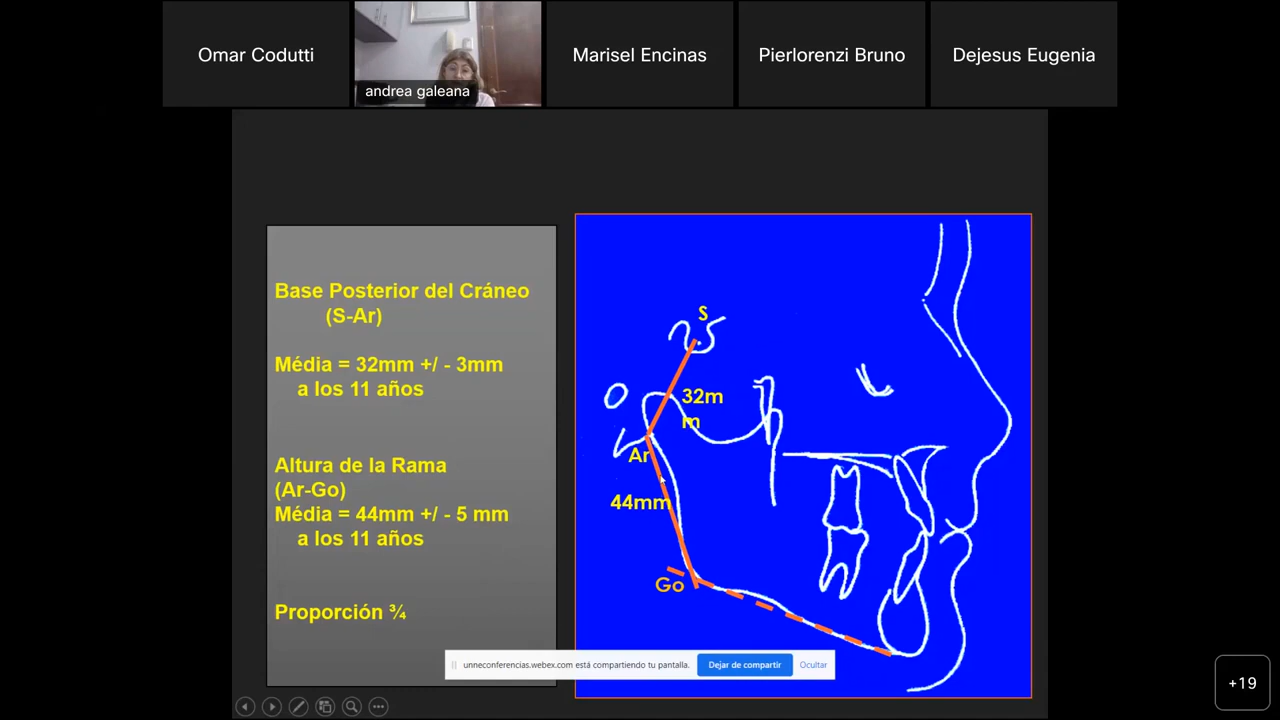 Omar Codutti
andrea galeana
Marisel Encinas
Pierlorenzi Bruno
Dejesus Eugenia
Base Posterior del Cráneo
(S-Ar)
Média = 32mm +/ - 3mm
a los 11 años
Altura de la Rama
(Ar-Go)
Média = 44mm +/ - 5 mm
a los 11 años
Proporción ¾
S
32m
m
Ar
44mm
Go
unneconferencias.webex.com está compartiendo tu pantalla.
Dejar de compartir
Ocultar
+19